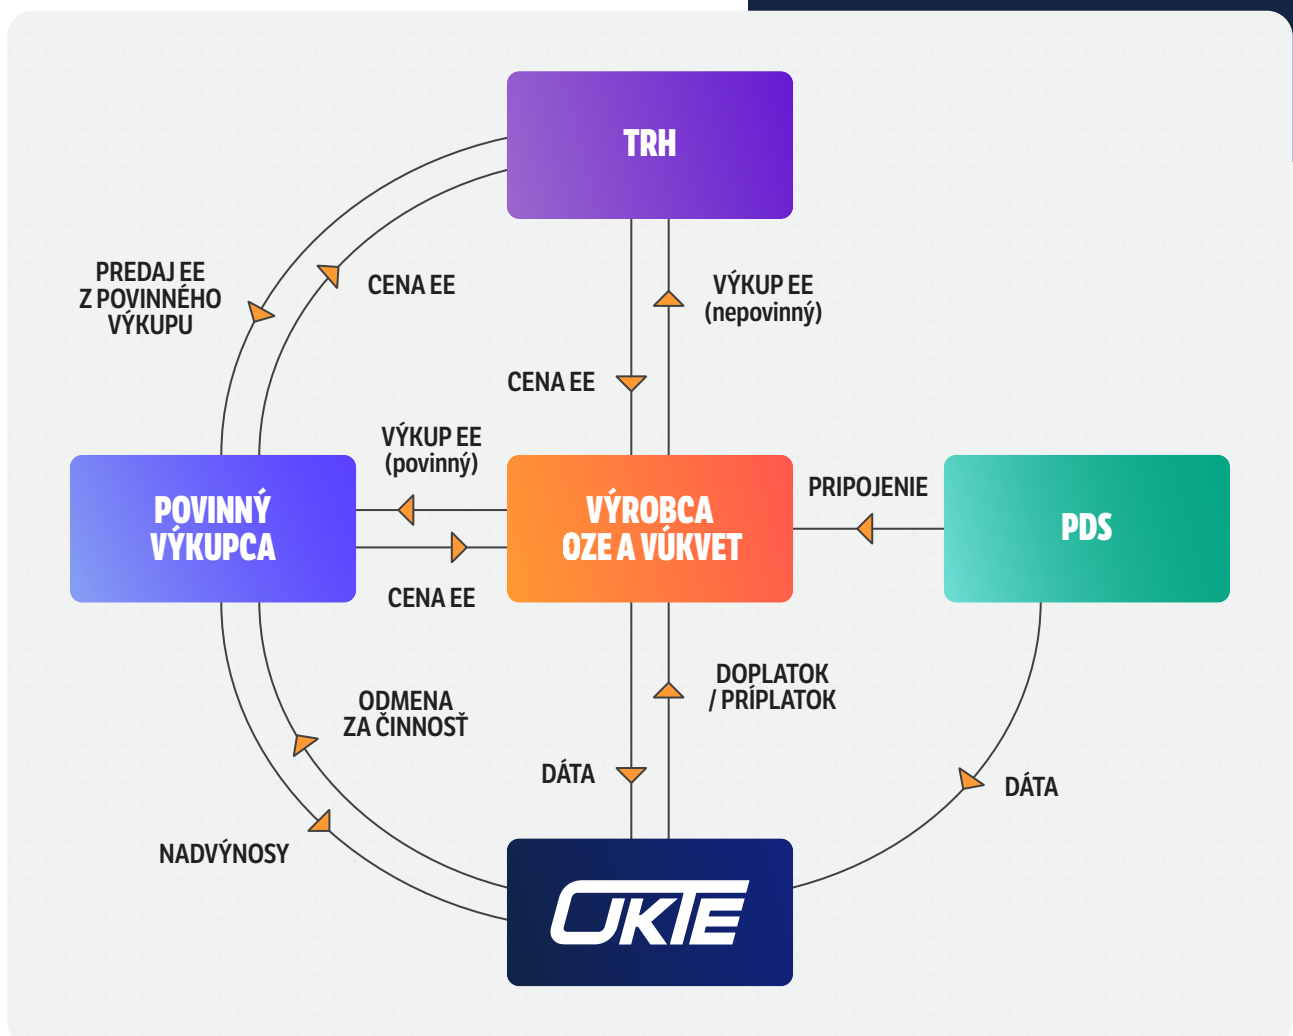 TRH
PREDAJ EE
Z POVINNÉHO
VÝKUPU
CENA EE
VÝKUP EE
(nepovinný)
CENA EE
VÝKUP EE
(povinný)
POVINNÝ
VÝKUPCA
VÝROBCA
OZE A VÚKVET
PRIPOJENIE
PDS
CENA EE
ODMENA
ZA ČINNOSŤ
DOPLATOK
/ PRÍPLATOK
DÁTA
DÁTA
NADVÝNOSY
OKTE